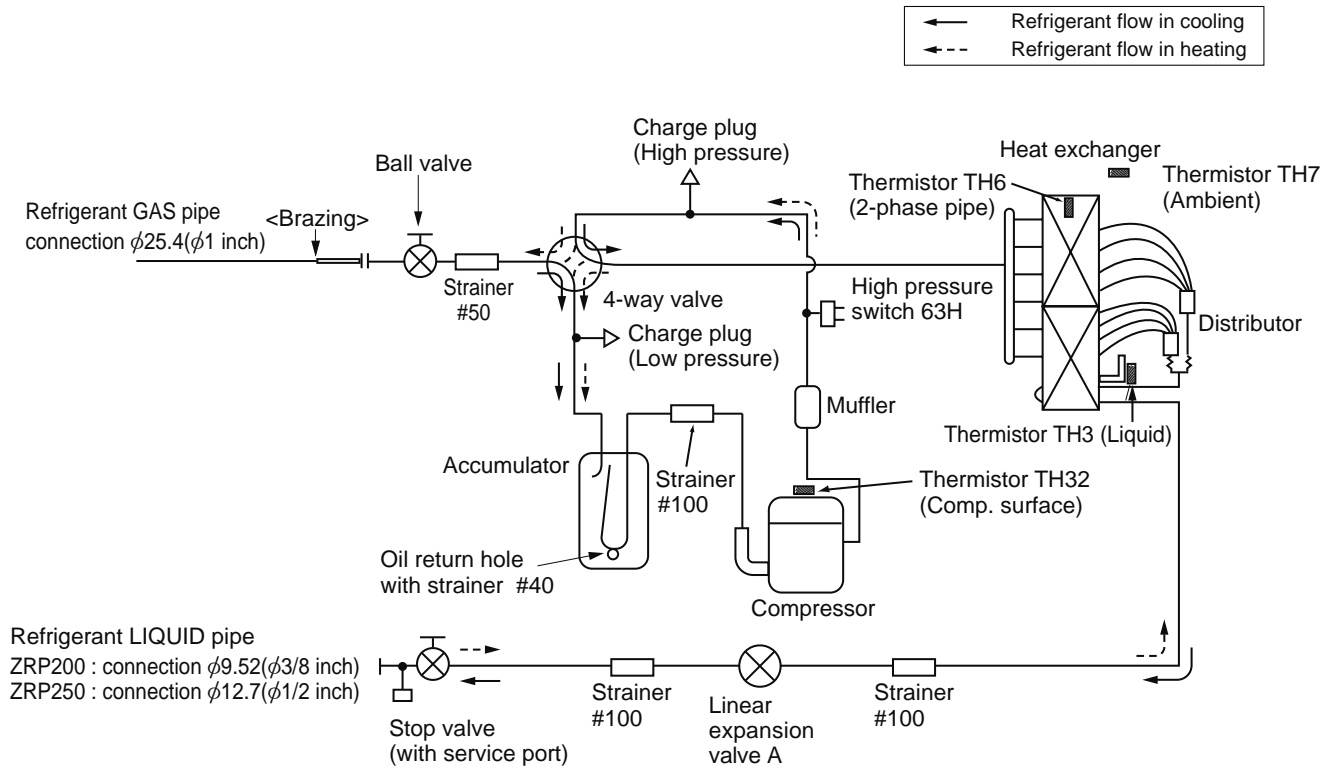 Refrigerant flow in cooling
Refrigerant flow in heating
Charge plug
(High pressure)
Heat exchanger
Ball valve
Thermistor TH6
(2-phase pipe)
Thermistor TH7
(Ambient)
Refrigerant GAS pipe
connection ϕ25.4(ϕ1 inch)
<Brazing>
Strainer
#50
4-way valve
High pressure
switch 63H
Distributor
Charge plug
(Low pressure)
Muffler
Thermistor TH3 (Liquid)
Accumulator
Strainer
#100
Thermistor TH32
(Comp. surface)
Oil return hole
with strainer #40
Compressor
Refrigerant LIQUID pipe
ZRP200 : connection ϕ9.52(ϕ3/8 inch)
ZRP250 : connection ϕ12.7(ϕ1/2 inch)
Stop valve
(with service port)
Strainer
#100
Linear
expansion
valve A
Strainer
#100